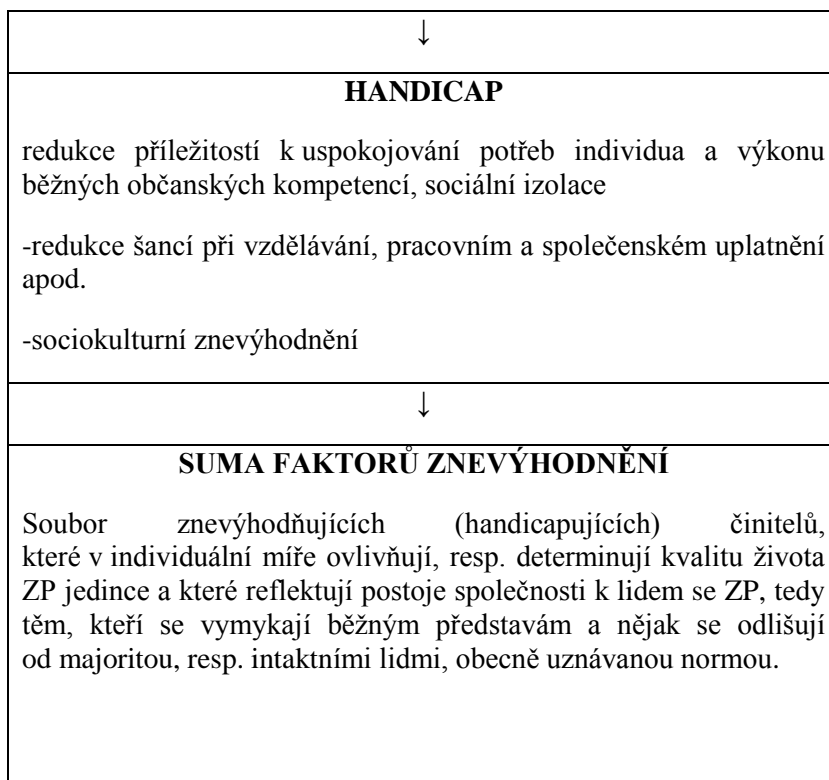 ↓
HANDICAP
redukce příležitostí k uspokojování potřeb individua a výkonu
běžných občanských kompetencí, sociální izolace
-redukce šancí při vzdělávání, pracovním a společenském uplatnění
apod.
-sociokulturní znevýhodnění
↓
SUMA FAKTORŮ ZNEVÝHODNĚNÍ
Soubor znevýhodňujících (handicapujících) činitelů,
které v individuální míře ovlivňují, resp. determinují kvalitu života
ZP jedince a které reflektují postoje společnosti k lidem se ZP, tedy
těm, kteří se vymykají běžným představám a nějak se odlišují
od majoritou, resp. intaktními lidmi, obecně uznávanou normou.